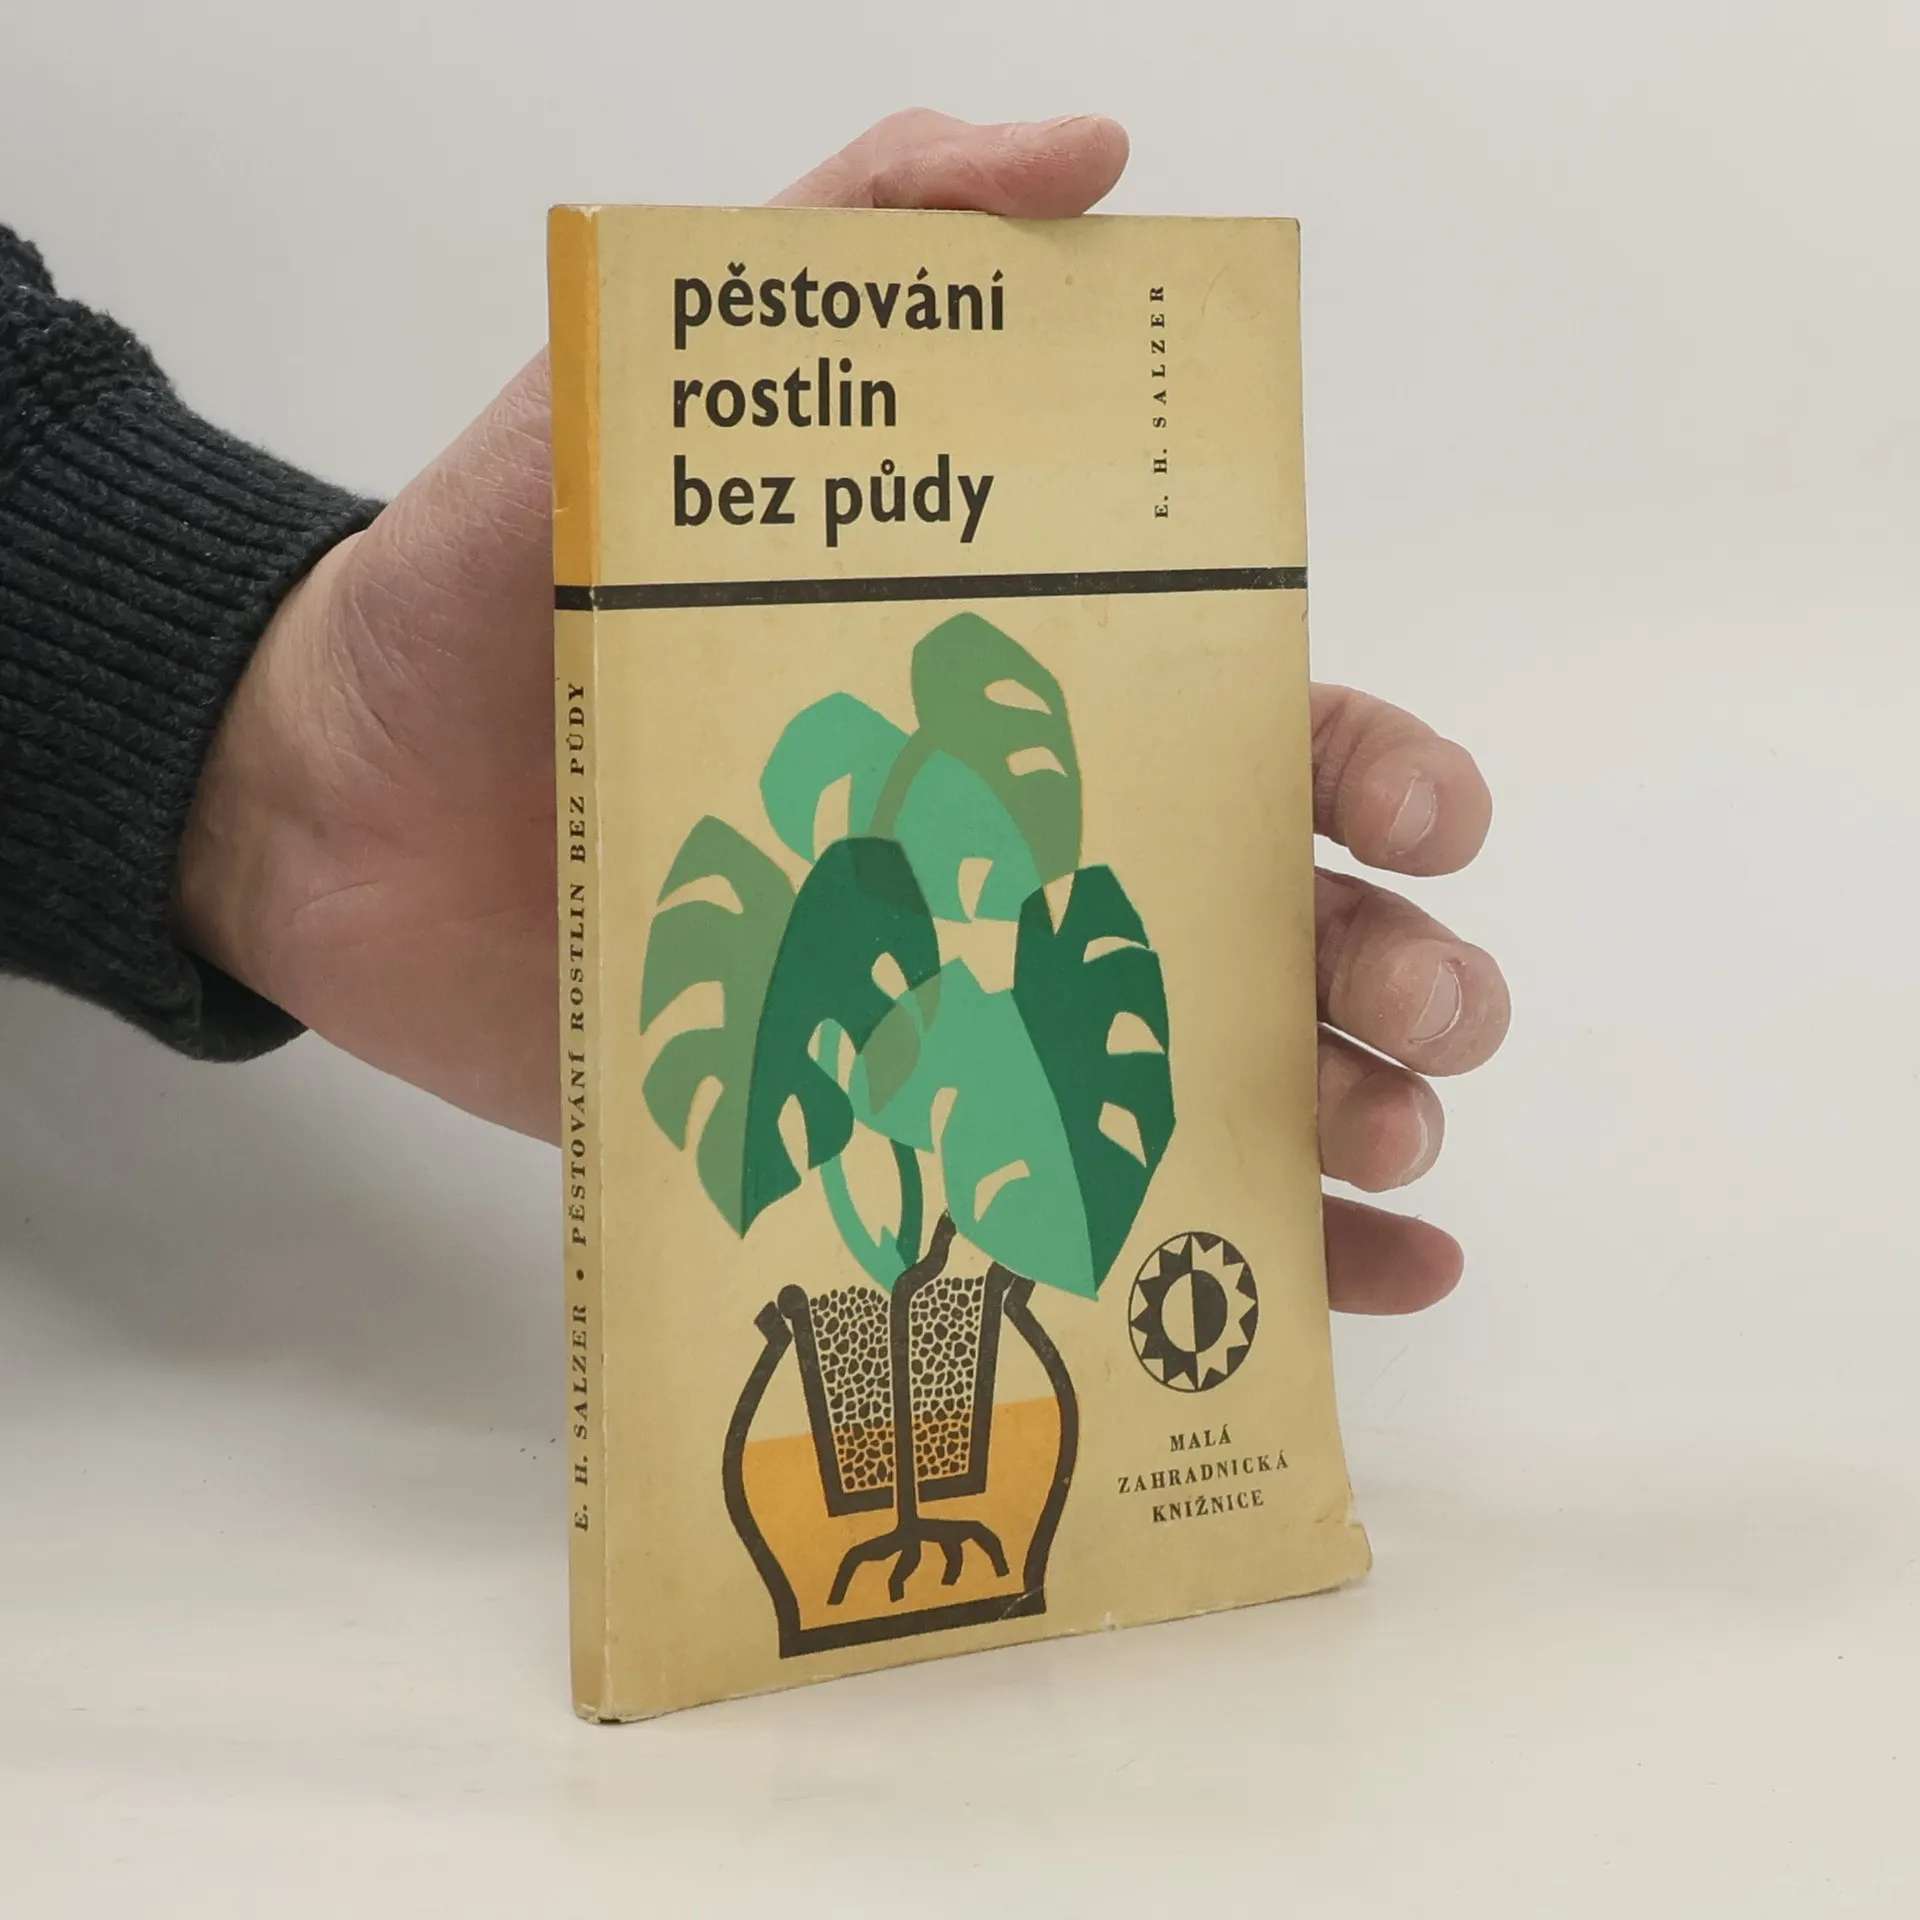 pěstování
rostlin
bez půdy
E. H. SALZER
E. H. SALZER • PĚSTOVÁNÍ ROSTLIN BEZ PŮDY
MALÁ
ZAHRADNICKÁ
KNIŽNICE